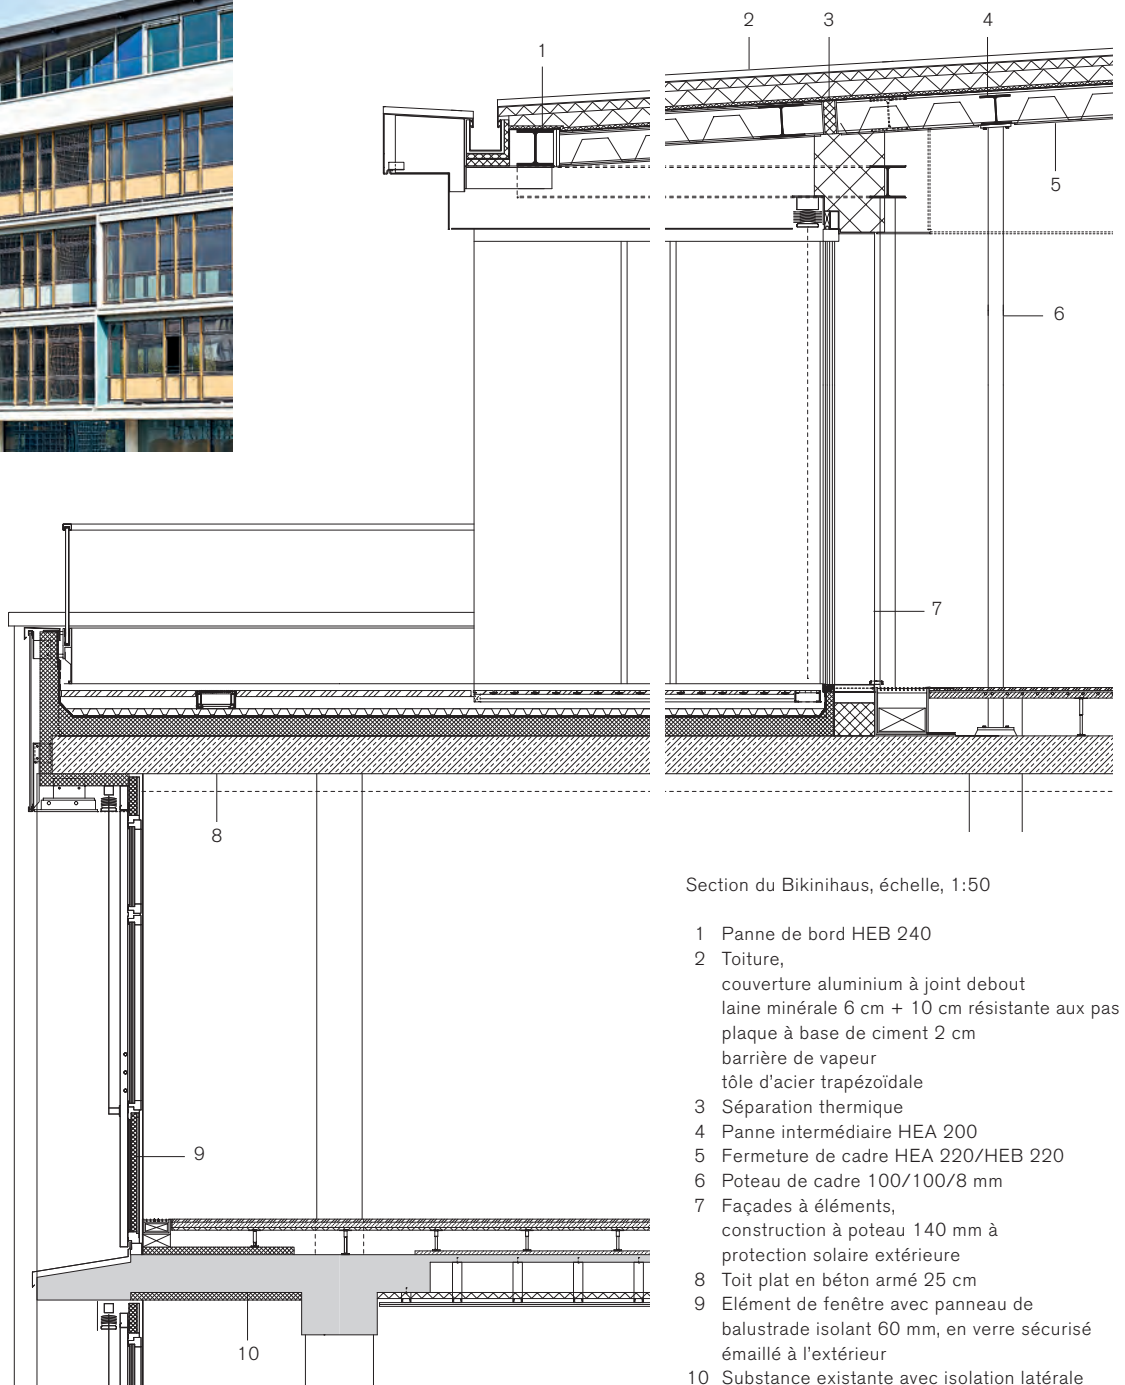 2 3 4
1
5
6
7
8
9
10
Section du Bikinihaus, échelle, 1:50
1 Panne de bord HEB 240
2 Toiture,
couverture aluminium à joint debout
laine minérale 6 cm + 10 cm résistante aux pas
plaque à base de ciment 2 cm
barrière de vapeur
tôle d'acier trapézoïdale
3 Séparation thermique
4 Panne intermédiaire HEA 200
5 Fermeture de cadre HEA 220/HEB 220
6 Poteau de cadre 100/100/8 mm
7 Façades à éléments,
construction à poteau 140 mm à
protection solaire extérieure
8 Toit plat en béton armé 25 cm
9 Elément de fenêtre avec panneau de
balustrade isolant 60 mm, en verre sécurisé
émaillé à l'extérieur
10 Substance existante avec isolation latérale